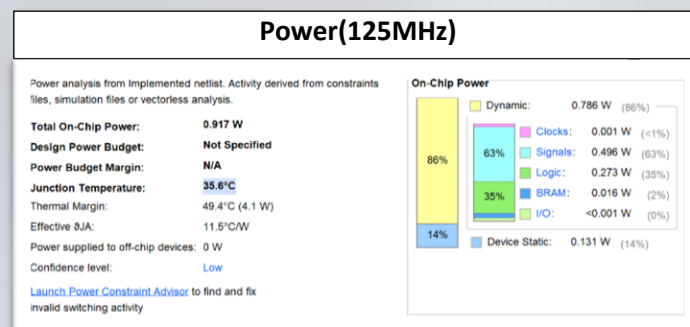 Power(125MHz)
Power analysis from Implemented netlist. Activity derived from constraints
files, simulation files or vectorless analysis.
Total On-Chip Power: 0.917 W
Design Power Budget: Not Specified
Power Budget Margin: N/A
Junction Temperature: 35.6°C
Thermal Margin: 49.4°C (4.1 W)
Effective ϑJA: 11.5°C/W
Power supplied to off-chip devices: 0 W
Confidence level: Low
Launch Power Constraint Advisor to find and fix
invalid switching activity
On-Chip Power
Dynamic: 0.786 W (86%)
Clocks: 0.001 W (<1%)
86%
63%
Signals: 0.496 W (63%)
Logic: 0.273 W (35%)
35%
BRAM: 0.016 W (2%)
I/O: <0.001 W (0%)
14%
Device Static: 0.131 W (14%)